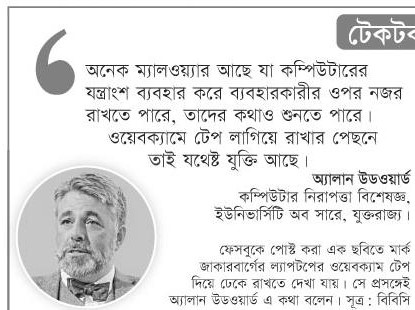 টেকটক
অনেক ম্যালওয়্যার আছে যা কম্পিউটারের
যন্ত্রাংশ ব্যবহার করে ব্যবহারকারীর ওপর নজর
রাখতে পারে, তাদের কথাও শুনতে পারে।
ওয়েবক্যামে টেপ লাগিয়ে রাখার পেছনে
তাই যথেষ্ট যুক্তি আছে।
অ্যালান উডওয়ার্ড
কম্পিউটার নিরাপত্তা বিশেষজ্ঞ,
ইউনিভার্সিটি অব সারে, যুক্তরাজ্য।
ফেসবুকে পোস্ট করা এক ছবিতে মার্ক
জাকারবার্গের ল্যাপটপের ওয়েবক্যাম টেপ
দিয়ে ঢেকে রাখতে দেখা যায়। সে প্রসঙ্গেই
অ্যালান উডওয়ার্ড এ কথা বলেন। সূত্র : বিবিসি